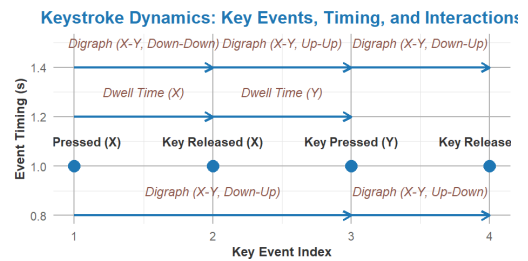 Keystroke Dynamics: Key Events, Timing, and Interactions
Digraph (X-Y, Down-Down) Digraph (X-Y, Up-Up) Digraph (X-Y, Down-Up)
1.4
Dwell Time (X) Dwell Time (Y)
1.2
Pressed (X) Key Released (X) Key Pressed (Y) Key Release
1.0
Digraph (X-Y, Down-Up) Digraph (X-Y, Up-Down)
0.8
1 2 3 4
Key Event Index
Event Timing (s)